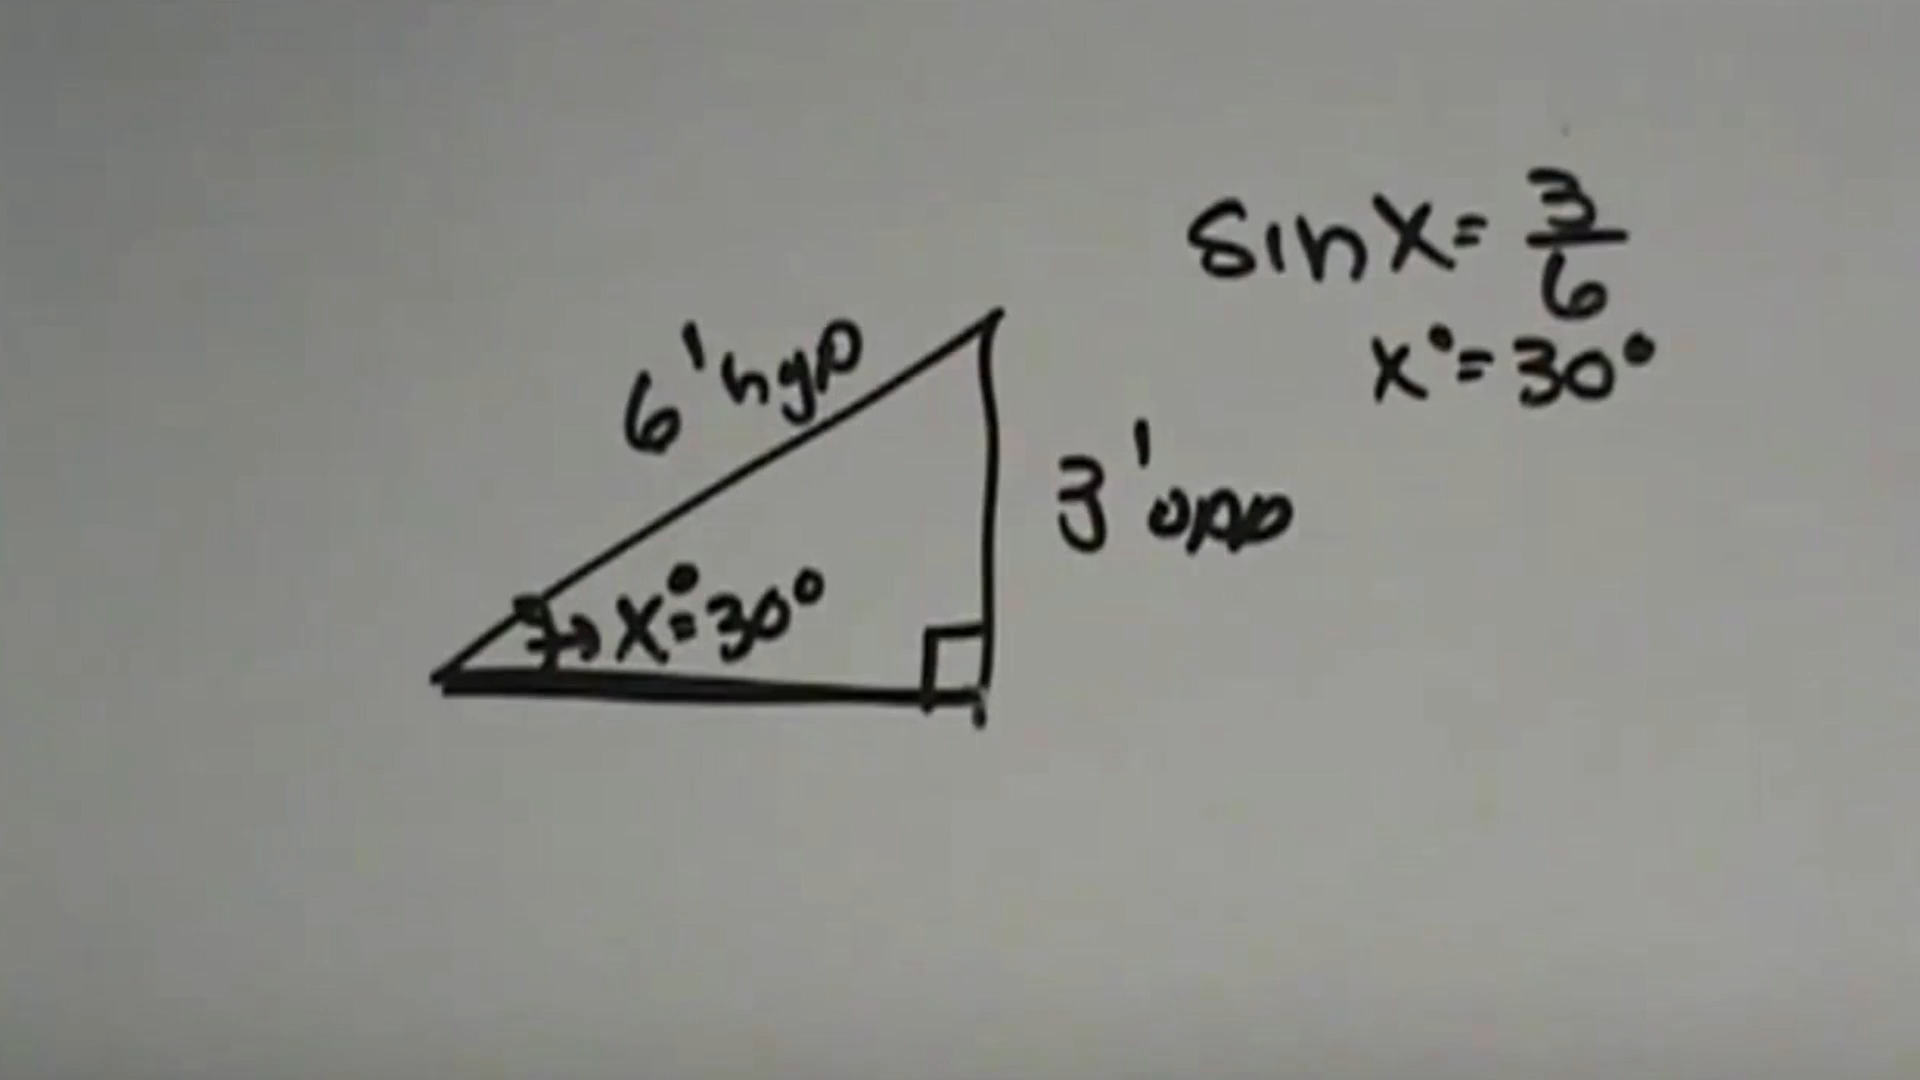 sin x = 3/6
x° = 30°
6' hyp
3' opp
x° = 30°